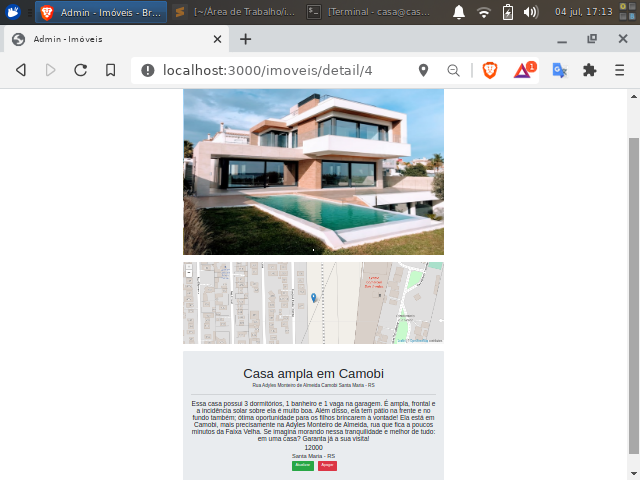 Admin - Imóveis - Br...
[~/Área de Trabalho/i...
[Terminal - casa@cas...
04 jul, 17:13
Admin - Imóveis
localhost:3000/imoveis/detail/4
1
Casa ampla em Camobi
Rua Adyles Monteiro de Almeida Camobi Santa Maria - RS
Essa casa possui 3 dormitórios, 1 banheiro e 1 vaga na garagem. É ampla, frontal e
a incidência solar sobre ela é muito boa. Além disso, ela tem pátio na frente e no
fundo também; ótima oportunidade para os filhos brincarem à vontade! Ela está em
Camobi, mais precisamente na Adyles Monteiro de Almeida, rua que fica a poucos
minutos da Faixa Velha. Se imagina morando nessa tranquilidade e melhor de tudo:
em uma casa? Garanta já a sua visita!
12000
Santa Maria - RS
Apagar